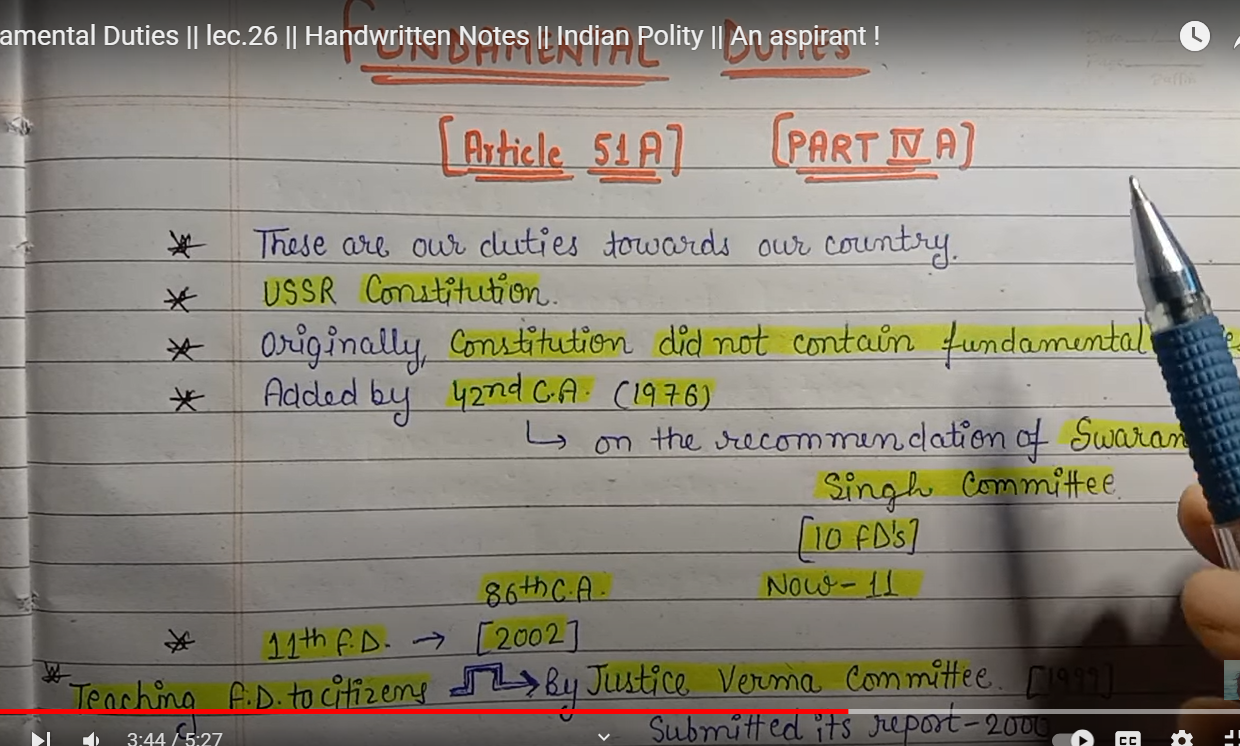 amental Duties || lec.26 || Handwritten Notes || Indian Polity || An aspirant !
FUNDAMENTAL DUTIES
[Article 51A] [PART IV A]
These are our duties towards our country.
USSR Constitution.
Originally, Constitution did not contain fundamental
Added by 42nd C.A. (1976)
↳ on the recommendation of Swaran
Singh Committee
[10 FD's]
86th C.A. Now - 11
11th F.D. → [2002]
Teaching F.D. to citizens → By Justice Verma Committee. [1999]
Submitted its report - 2000
3:44 / 5:27